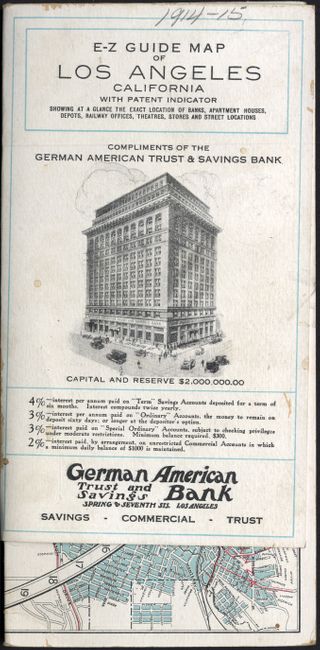 1914-15
E-Z GUIDE MAP
OF
LOS ANGELES
CALIFORNIA
WITH PATENT INDICATOR
SHOWING AT A GLANCE THE EXACT LOCATION OF BANKS, APARTMENT HOUSES,
DEPOTS, RAILWAY OFFICES, THEATRES, STORES AND STREET LOCATIONS
COMPLIMENTS OF THE
GERMAN AMERICAN TRUST & SAVINGS BANK
CAPITAL AND RESERVE $2,000,000.00
4%—interest per annum paid on "Term" Savings Accounts deposited for a term of
six months. Interest compounds twice yearly.
3%—interest per annum paid on "Ordinary" Accounts, the money to remain on
deposit sixty days; or longer at the depositor's option.
3%—interest paid on "Special Ordinary" Accounts, subject to checking privileges
under moderate restrictions. Minimum balance required, $300.
2%—interest paid, by arrangement, on unrestricted Commercial Accounts in which
a minimum daily balance of $1000 is maintained.
German American
Trust and
Savings Bank
SPRING & SEVENTH STS. LOS ANGELES
SAVINGS - COMMERCIAL - TRUST
16
17
18
19